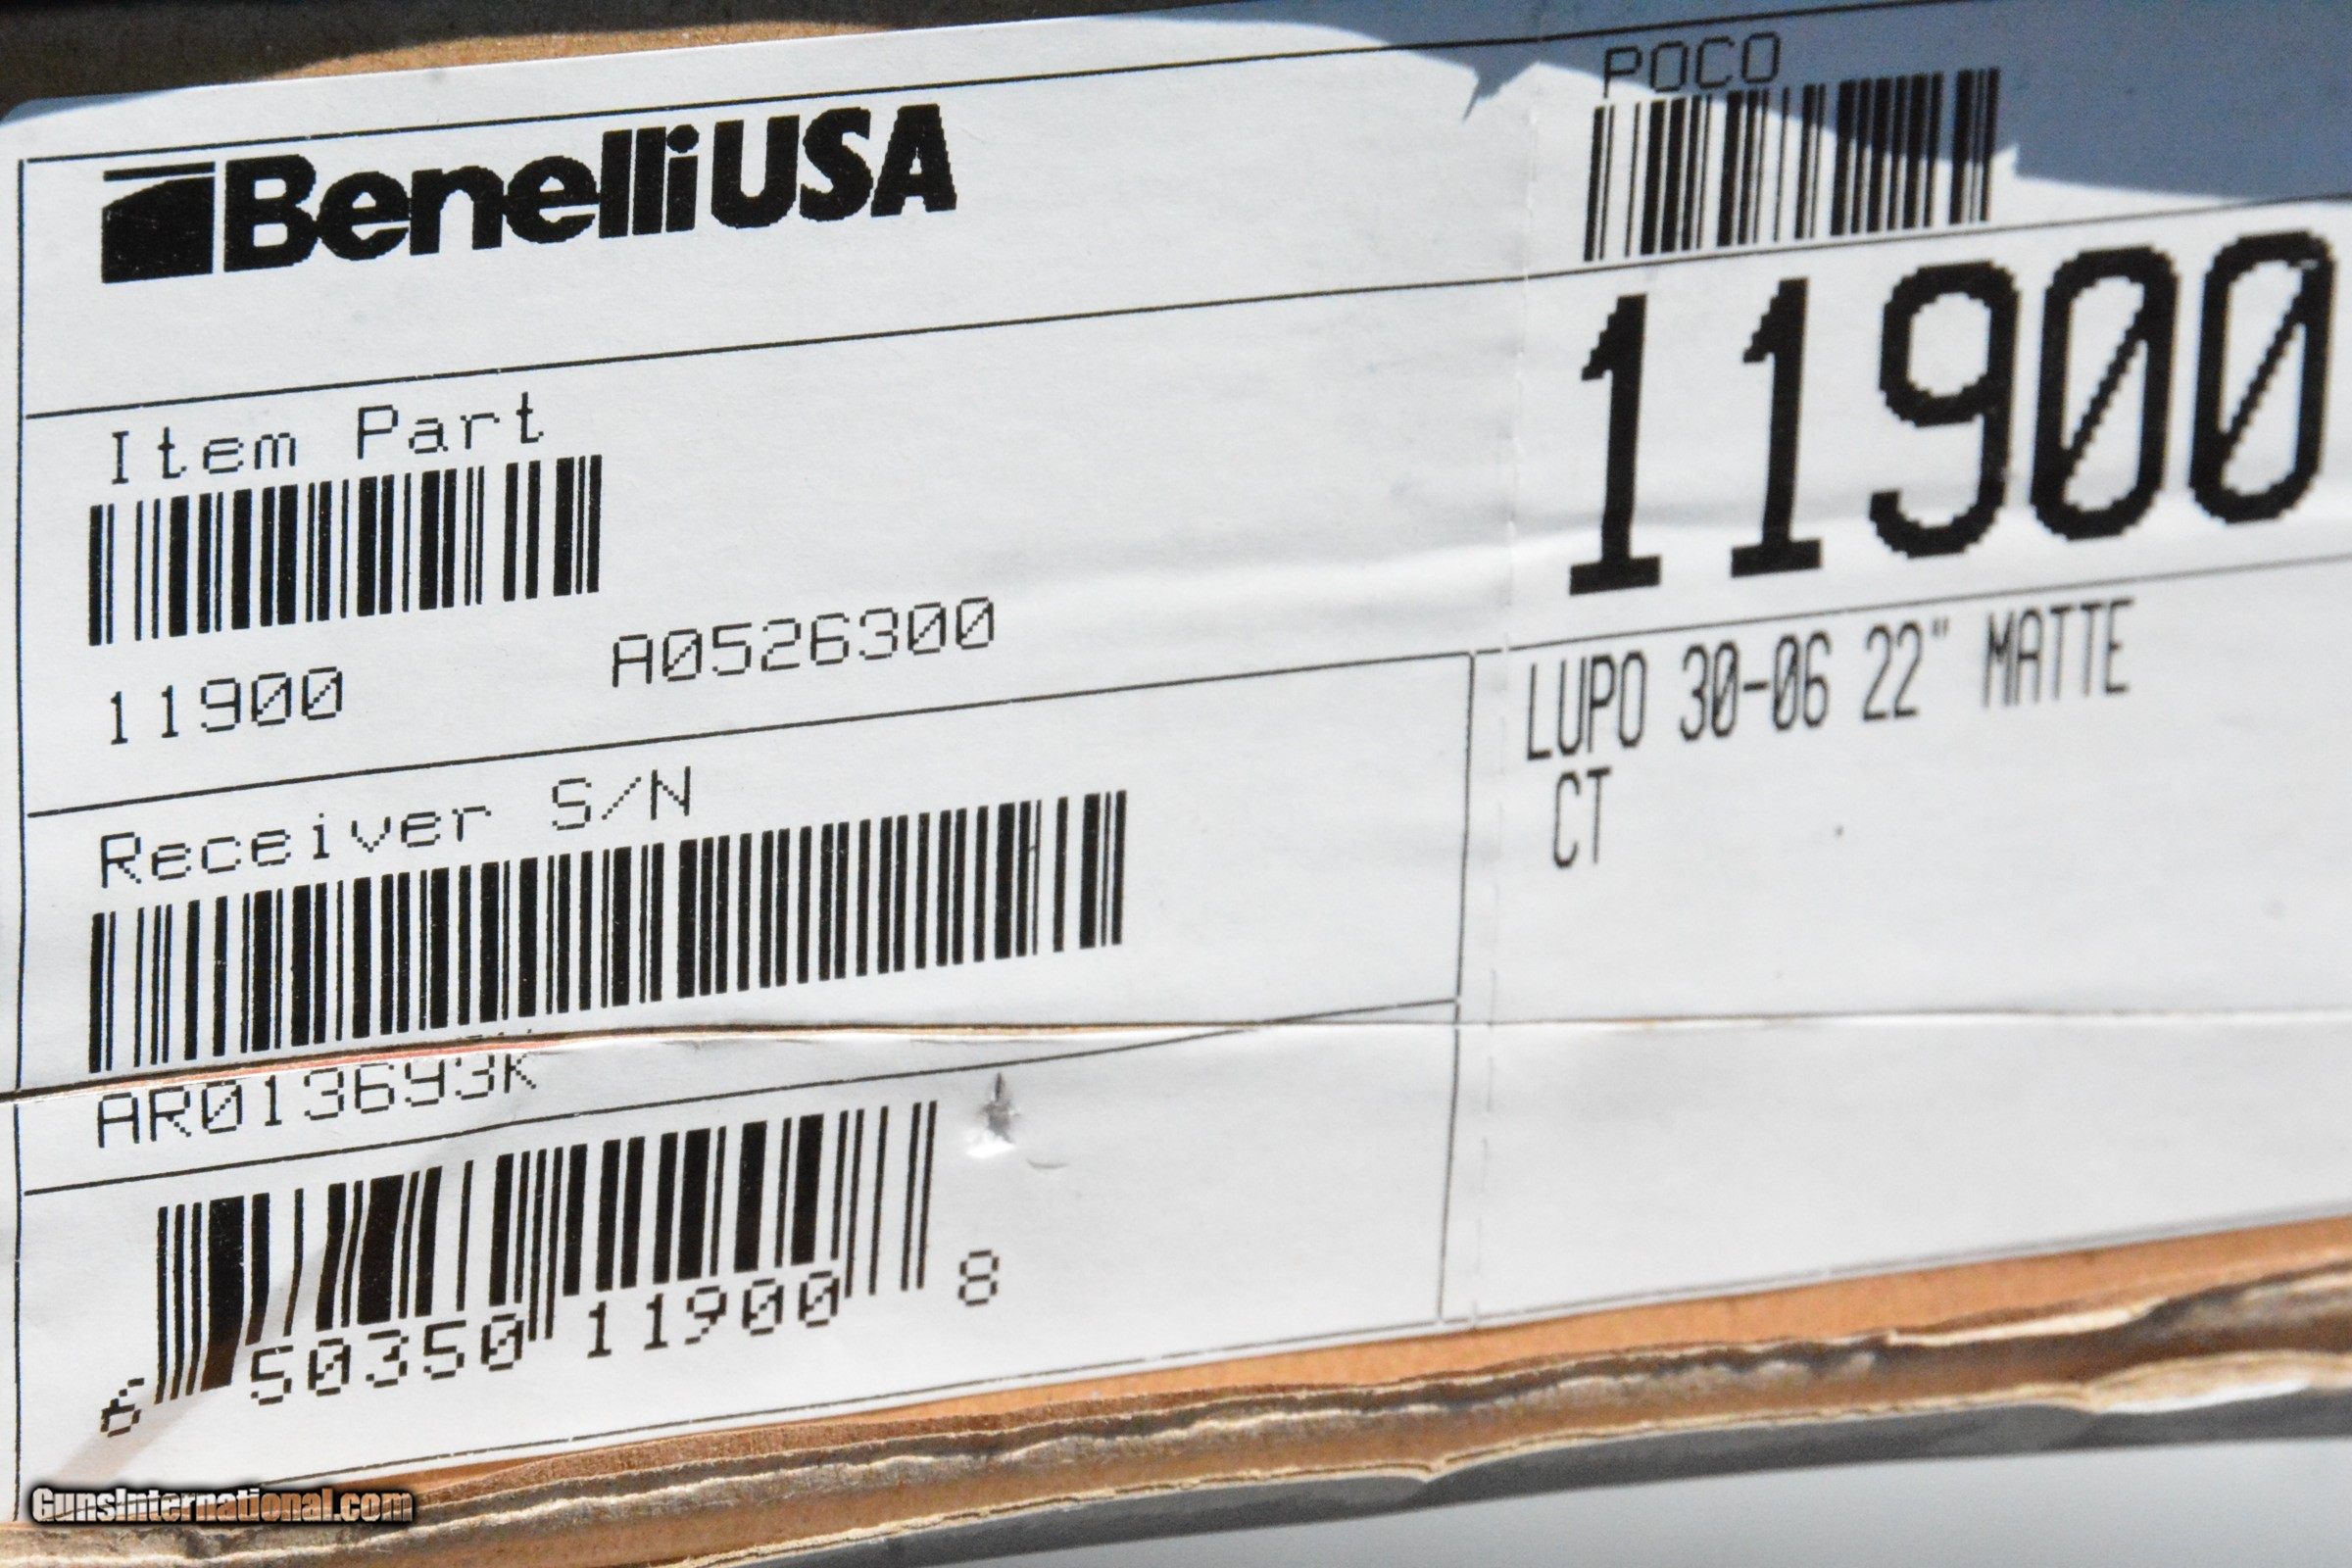 BenelliUSA
POCO
11900
Item Part
11900 A0526300
LUPO 30-06 22" MATTE
CT
Receiver S/N
AR013693K
6 50350 11900 8
GunsInternational.com